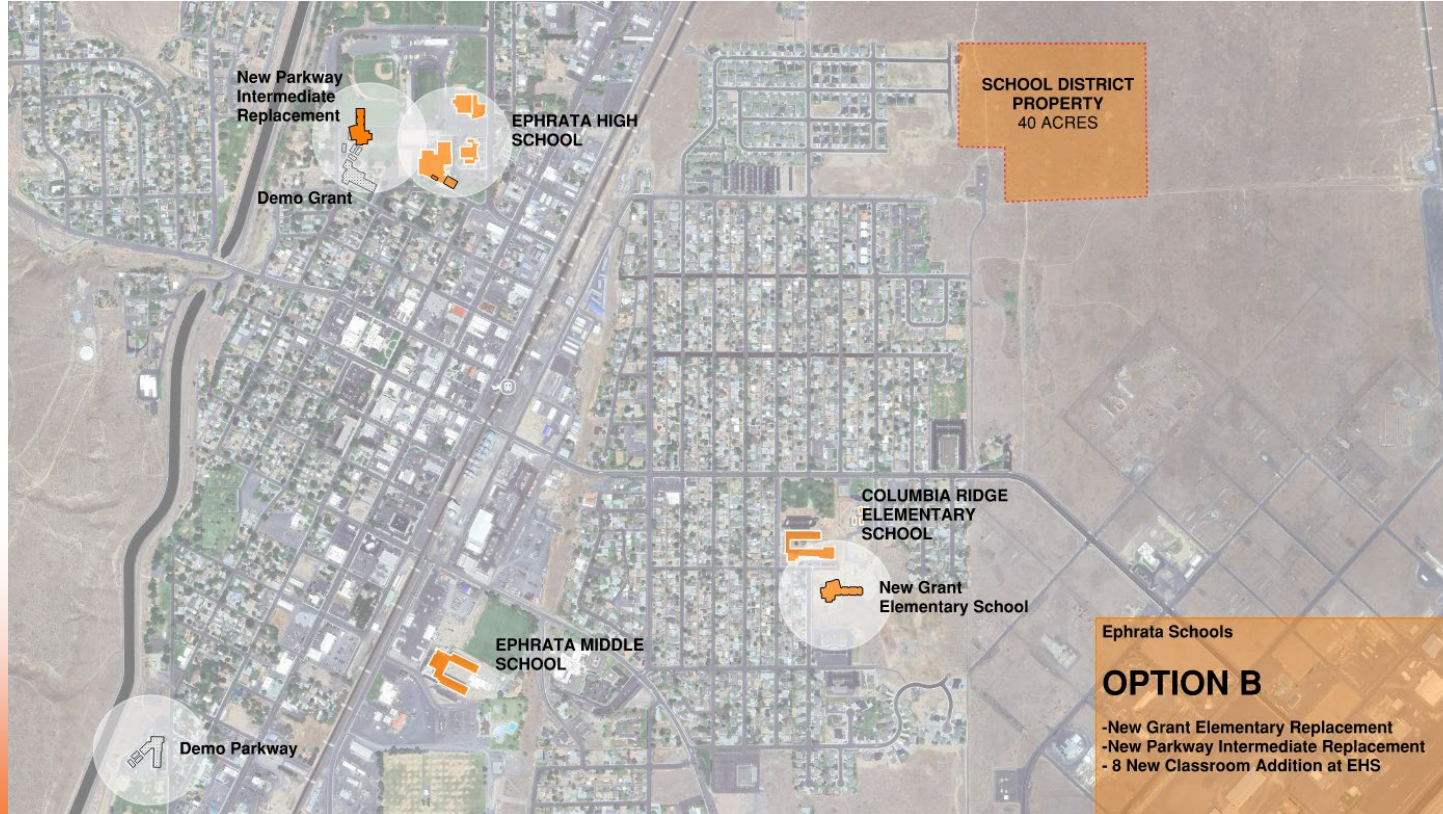 New Parkway
Intermediate
Replacement
EPHRATA HIGH
SCHOOL
Demo Grant
SCHOOL DISTRICT
PROPERTY
40 ACRES
COLUMBIA RIDGE
ELEMENTARY
SCHOOL
New Grant
Elementary School
EPHRATA MIDDLE
SCHOOL
Demo Parkway
Ephrata Schools
OPTION B
-New Grant Elementary Replacement
-New Parkway Intermediate Replacement
- 8 New Classroom Addition at EHS